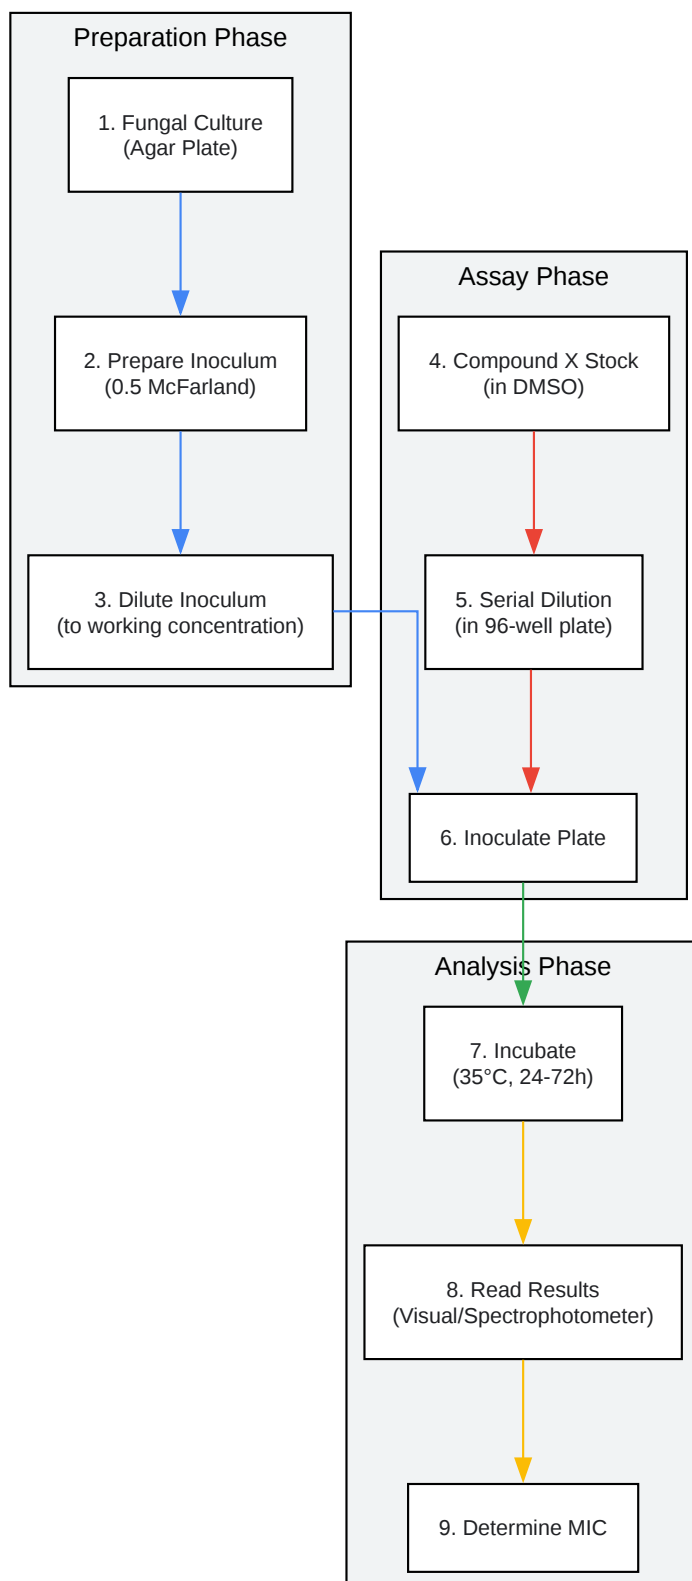 Preparation Phase
1. Fungal Culture
(Agar Plate)
2. Prepare Inoculum
(0.5 McFarland)
3. Dilute Inoculum
(to working concentration)
Assay Phase
4. Compound X Stock
(in DMSO)
5. Serial Dilution
(in 96-well plate)
6. Inoculate Plate
Analysis Phase
7. Incubate
(35°C, 24-72h)
8. Read Results
(Visual/Spectrophotometer)
9. Determine MIC